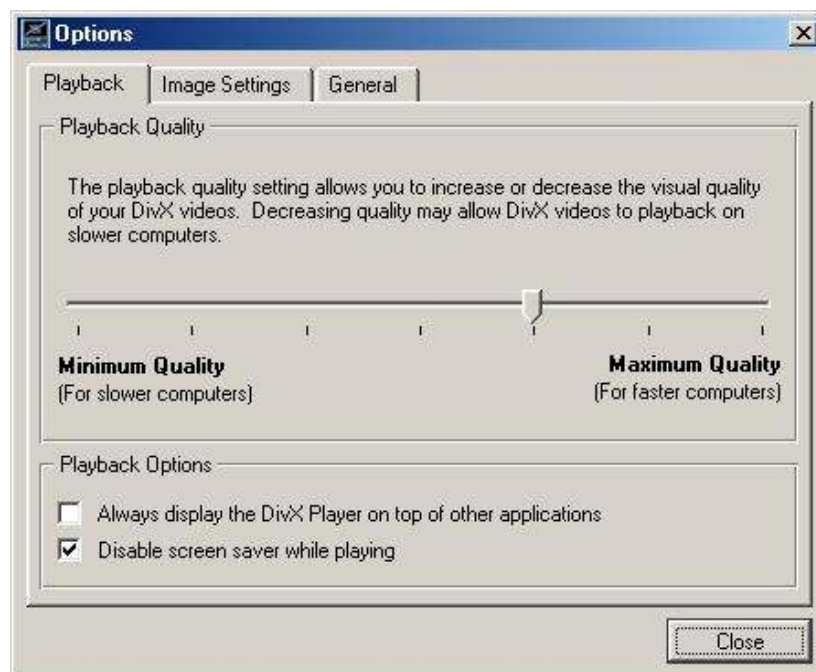 Options
Playback
Image Settings
General
Playback Quality
The playback quality setting allows you to increase or decrease the visual quality
of your DivX videos.  Decreasing quality may allow DivX videos to playback on
slower computers.
Minimum Quality
(For slower computers)
Maximum Quality
(For faster computers)
Playback Options
Always display the DivX Player on top of other applications
Disable screen saver while playing
Close